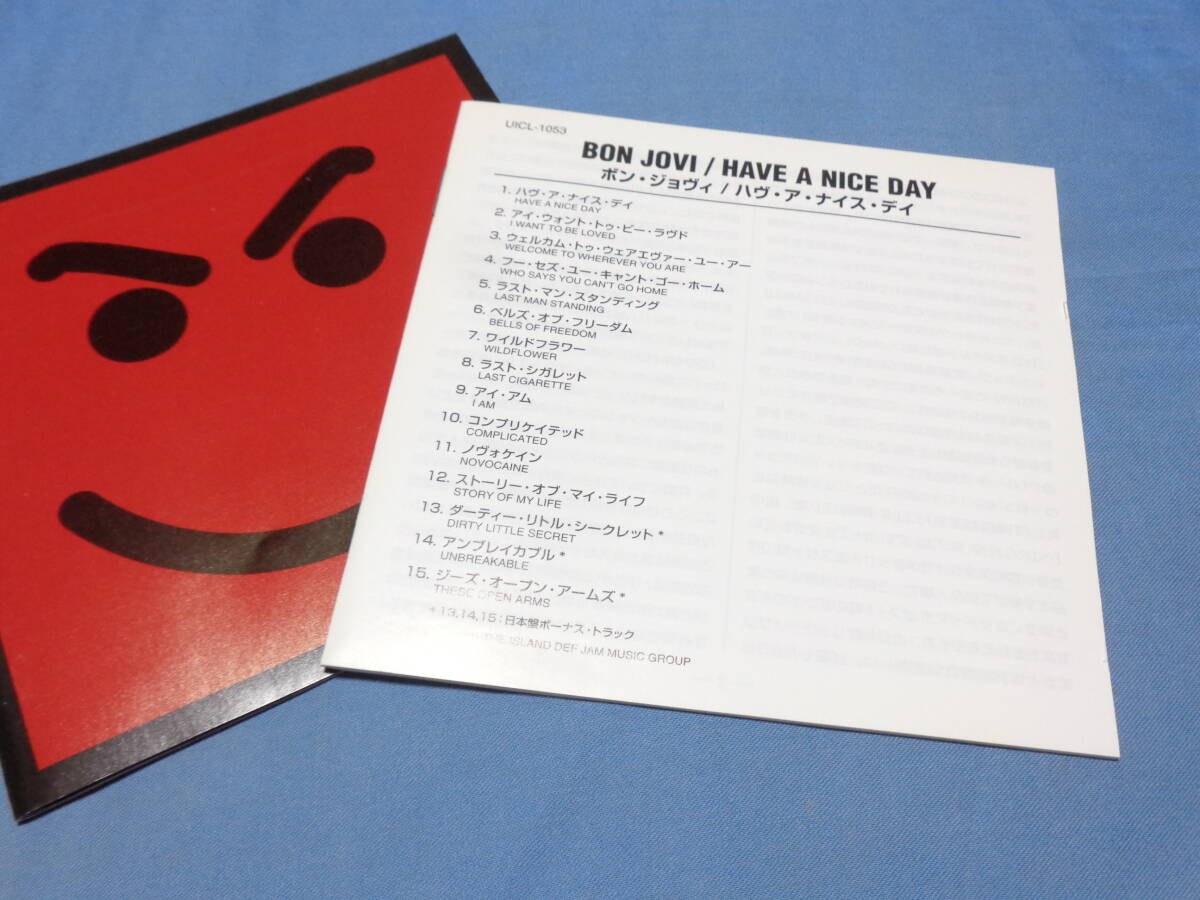 UICL-1053
BON JOVI / HAVE A NICE DAY
ボン・ジョヴィ / ハヴ・ア・ナイス・デイ
1. ハヴ・ア・ナイス・デイ
HAVE A NICE DAY
2. アイ・ウォント・トゥ・ビー・ラヴド
I WANT TO BE LOVED
3. ウェルカム・トゥ・ウェアエヴァー・ユー・アー
WELCOME TO WHEREVER YOU ARE
4. フー・セズ・ユー・キャント・ゴー・ホーム
WHO SAYS YOU CAN'T GO HOME
5. ラスト・マン・スタンディング
LAST MAN STANDING
6. ベルズ・オブ・フリーダム
BELLS OF FREEDOM
7. ワイルドフラワー
WILDFLOWER
8. ラスト・シガレット
LAST CIGARETTE
9. アイ・アム
I AM
10. コンプリケイテッド
COMPLICATED
11. ノヴォケイン
NOVOCAINE
12. ストーリー・オブ・マイ・ライフ
STORY OF MY LIFE
13. ダーティー・リトル・シークレット*
DIRTY LITTLE SECRET
14. アンブレイカブル*
UNBREAKABLE
15. ジーズ・オープン・アームズ*
THESE OPEN ARMS
*13,14,15:日本盤ボーナス・トラック
THE ISLAND DEF JAM MUSIC GROUP